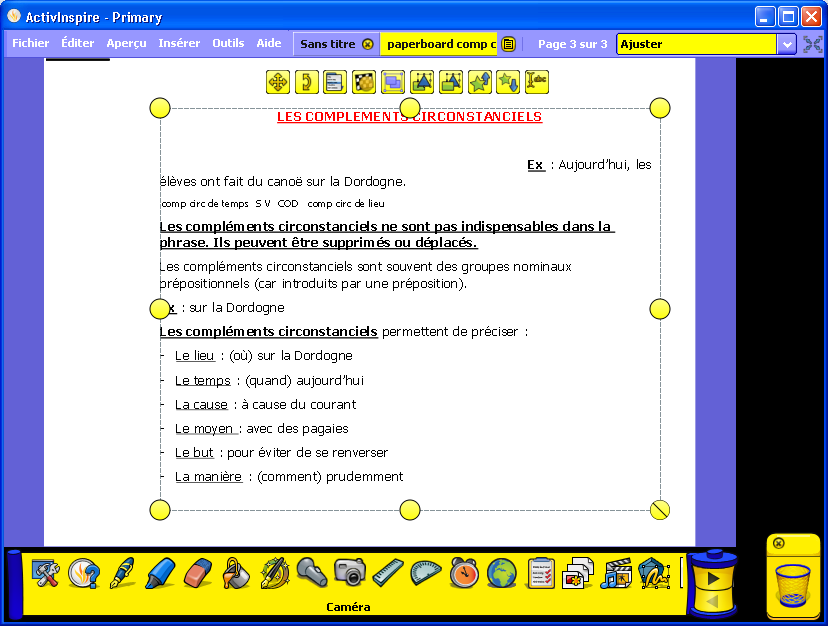 ActivInspire - Primary
Fichier Éditer Aperçu Insérer Outils Aide Sans titre paperboard comp c Page 3 sur 3 Ajuster
LES COMPLEMENTS CIRCONSTANCIELS
Ex : Aujourd'hui, les
élèves ont fait du canoë sur la Dordogne.
comp circ de temps S V COD comp circ de lieu
Les compléments circonstanciels ne sont pas indispensables dans la
phrase. Ils peuvent être supprimés ou déplacés.
Les compléments circonstanciels sont souvent des groupes nominaux
prépositionnels (car introduits par une préposition).
x : sur la Dordogne
Les compléments circonstanciels permettent de préciser :
- Le lieu : (où) sur la Dordogne
- Le temps : (quand) aujourd'hui
- La cause : à cause du courant
- Le moyen : avec des pagaies
- Le but : pour éviter de se renverser
- La manière : (comment) prudemment
Caméra